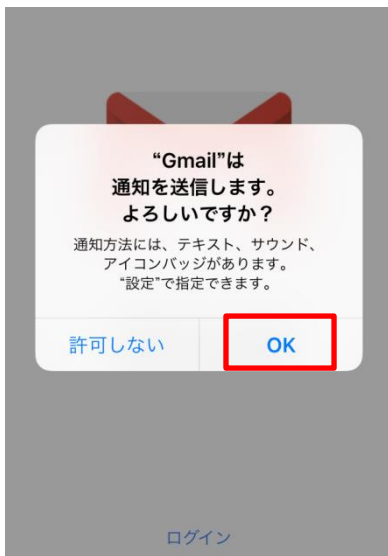 “Gmail”は
通知を送信します。
よろしいですか？
通知方法には、テキスト、サウンド、
アイコンバッジがあります。
“設定”で指定できます。
許可しない
OK
ログイン